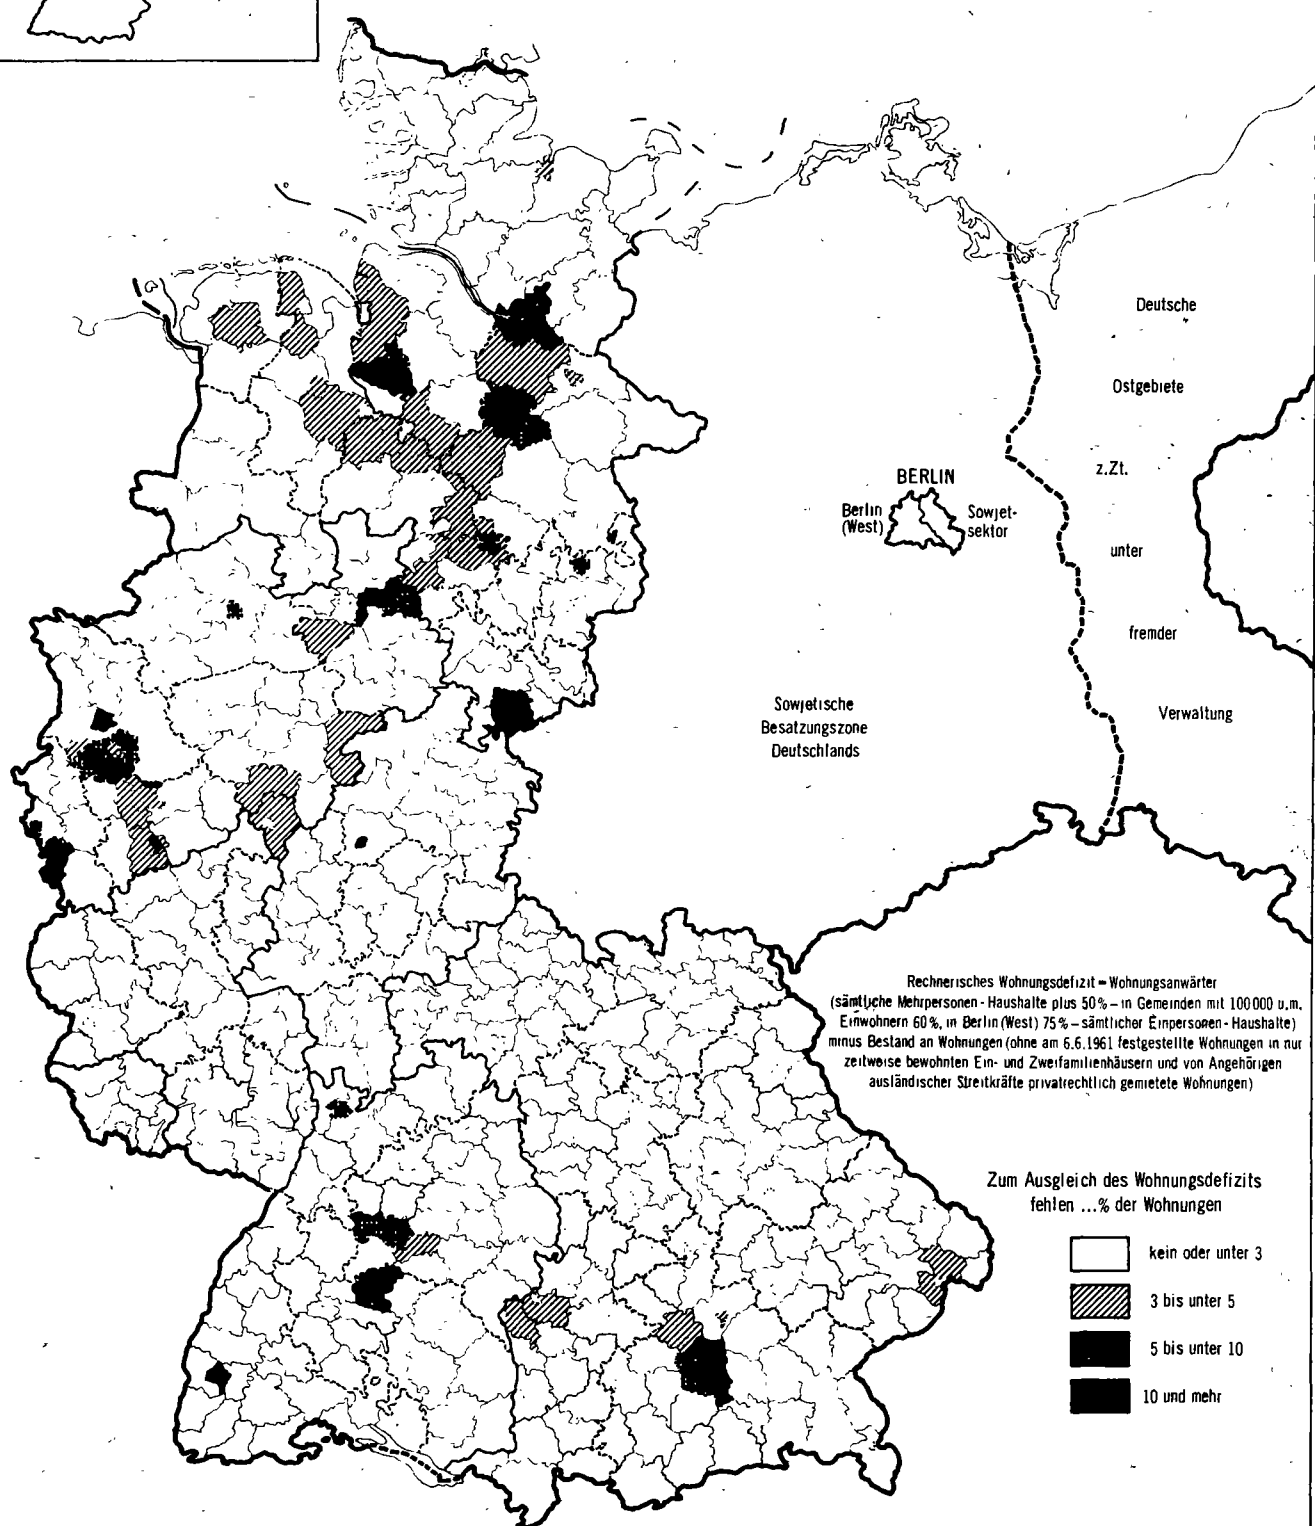 Deutsche
Ostgebiete
z.Zt.
unter
fremder
Verwaltung
BERLIN
Berlin
(West)
Sowjet-
sektor
Sowjetische
Besatzungszone
Deutschlands
Rechnerisches Wohnungsdefizit = Wohnungsanwärter
(sämtliche Mehrpersonen - Haushalte plus 50% – in Gemeinden mit 100 000 u.m.
Einwohnern 60%, in Berlin (West) 75% – sämtlicher Einpersonen - Haushalte)
minus Bestand an Wohnungen (ohne am 6.6.1961 festgestellte Wohnungen in nur
zeitweise bewohnten Ein- und Zweifamilienhäusern und von Angehörigen
ausländischer Streitkräfte privatrechtlich gemietete Wohnungen)
Zum Ausgleich des Wohnungsdefizits
fehlen ...% der Wohnungen
kein oder unter 3
3 bis unter 5
5 bis unter 10
10 und mehr